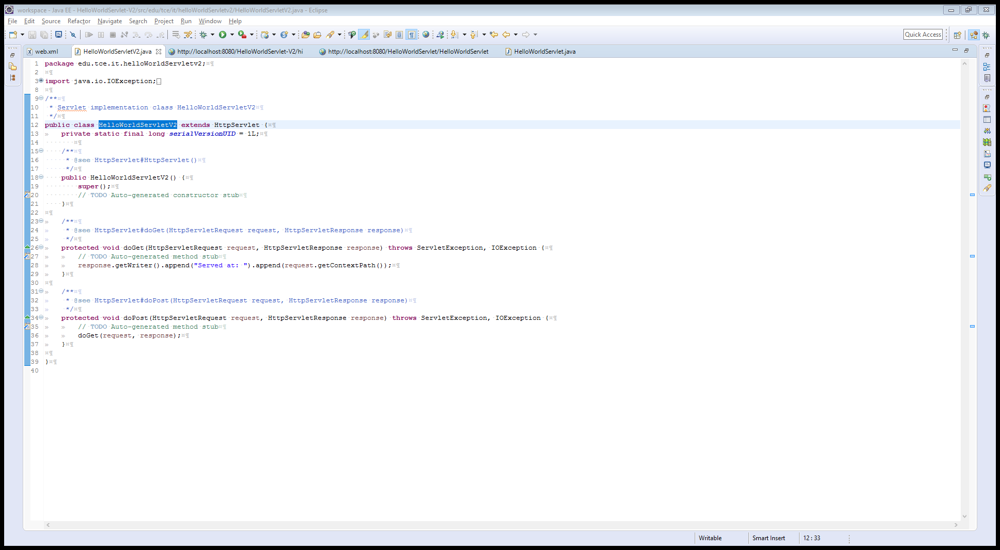 workspace - Java EE - HelloWorldServlet-V2/src/edu/tce/it/helloWorldServletv2/HelloWorldServletV2.java - Eclipse
File Edit Source Refactor Navigate Search Project Run Window Help
Quick Access
web.xml HelloWorldServletV2.java http://localhost:8080/HelloWorldServlet-V2/hi http://localhost:8080/HelloWorldServlet/HelloWorldServlet HelloWorldServlet.java
1 package edu.tce.it.helloWorldServletv2;¤¶
2 ¤¶
3 import java.io.IOException;
8 ¤¶
9 /**¤¶
10 ·*·Servlet·implementation·class·HelloWorldServletV2¤¶
11 ·*/¤¶
12 public·class·HelloWorldServletV2·extends·HttpServlet·{¤¶
13 » private·static·final·long·serialVersionUID·=·1L;¤¶
14 ·······¤¶
15 ····/**¤¶
16 ·····*·@see·HttpServlet#HttpServlet()¤¶
17 ·····*/¤¶
18 ····public·HelloWorldServletV2()·{¤¶
19 ········super();¤¶
20 ········//·TODO·Auto-generated·constructor·stub¤¶
21 ····}¤¶
22 ¤¶
23 » /**¤¶
24 » ·*·@see·HttpServlet#doGet(HttpServletRequest·request,·HttpServletResponse·response)¤¶
25 » ·*/¤¶
26 » protected·void·doGet(HttpServletRequest·request,·HttpServletResponse·response)·throws·ServletException,·IOException·{¤¶
27 » » //·TODO·Auto-generated·method·stub¤¶
28 » » response.getWriter().append("Served·at:·").append(request.getContextPath());¤¶
29 » }¤¶
30 ¤¶
31 » /**¤¶
32 » ·*·@see·HttpServlet#doPost(HttpServletRequest·request,·HttpServletResponse·response)¤¶
33 » ·*/¤¶
34 » protected·void·doPost(HttpServletRequest·request,·HttpServletResponse·response)·throws·ServletException,·IOException·{¤¶
35 » » //·TODO·Auto-generated·method·stub¤¶
36 » » doGet(request,·response);¤¶
37 » }¤¶
38 ¤¶
39 }¤¶
40
Writable Smart Insert 12 : 33